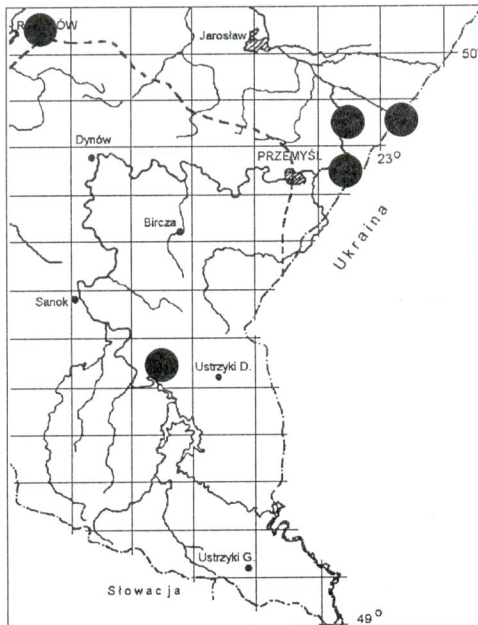 Jarosław
50°
Dynów
PRZEMYŚL
23°
Bircza
Ukraina
Sanok
Ustrzyki D.
Ustrzyki G.
Słowacja
49°